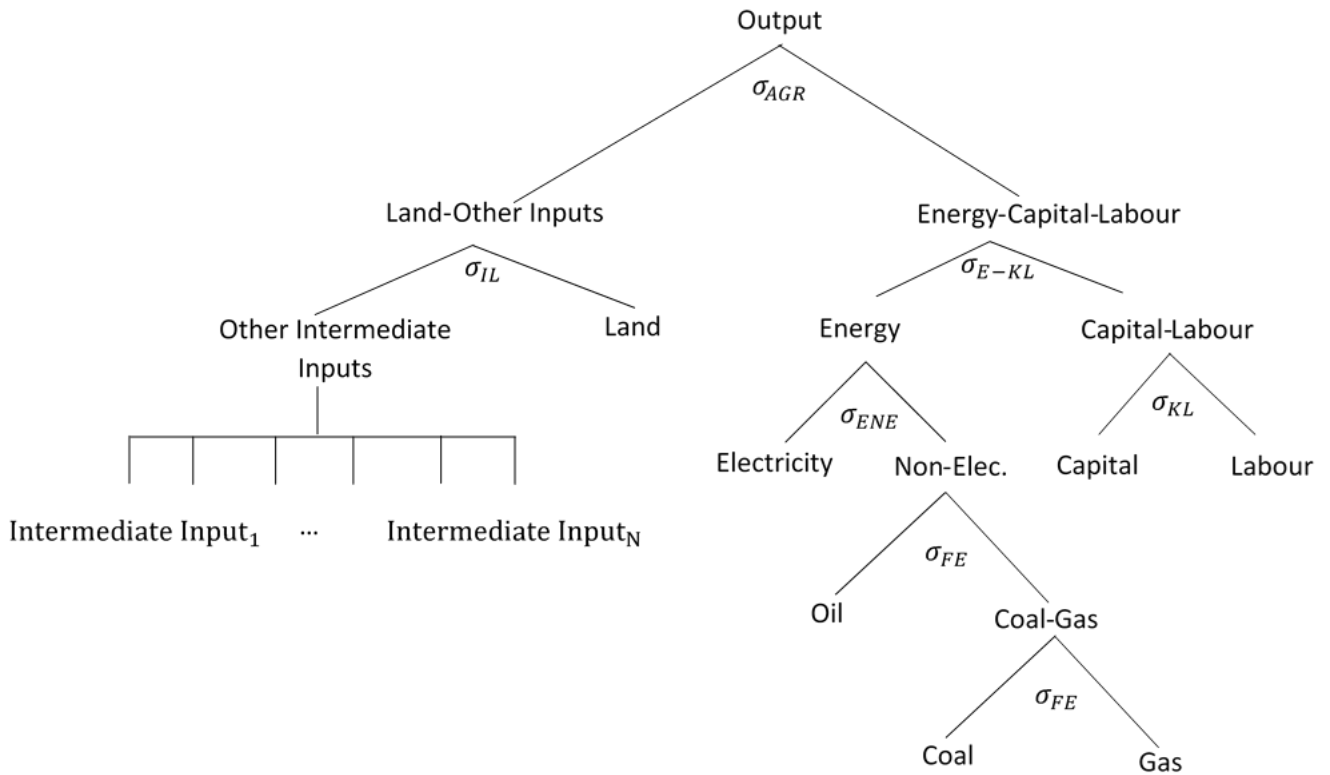 Output
σ_AGR
Land-Other Inputs
Energy-Capital-Labour
σ_IL
σ_E−KL
Other Intermediate
Inputs
Land
Energy
Capital-Labour
σ_ENE
σ_KL
Electricity
Non-Elec.
Capital
Labour
Intermediate Input₁ ... Intermediate Input_N
σ_FE
Oil
Coal-Gas
σ_FE
Coal
Gas